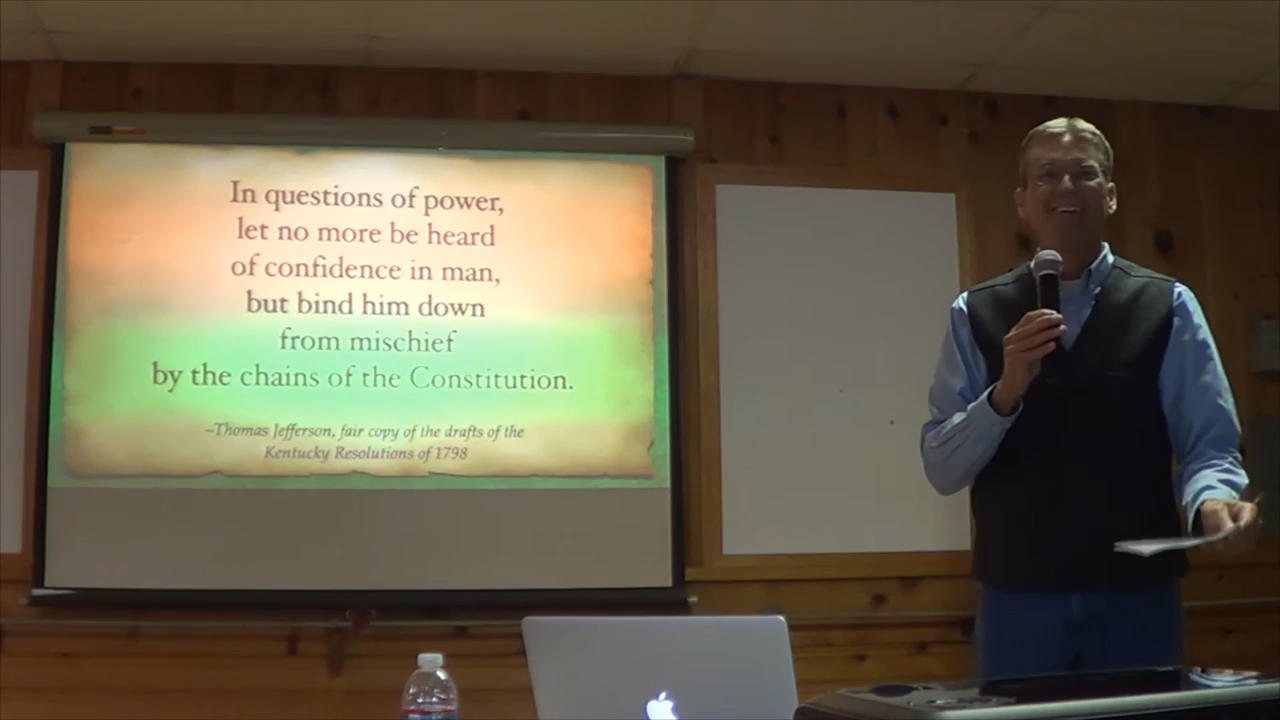 In questions of power,
let no more be heard
of confidence in man,
but bind him down
from mischief
by the chains of the Constitution.
–Thomas Jefferson, fair copy of the drafts of the
Kentucky Resolutions of 1798